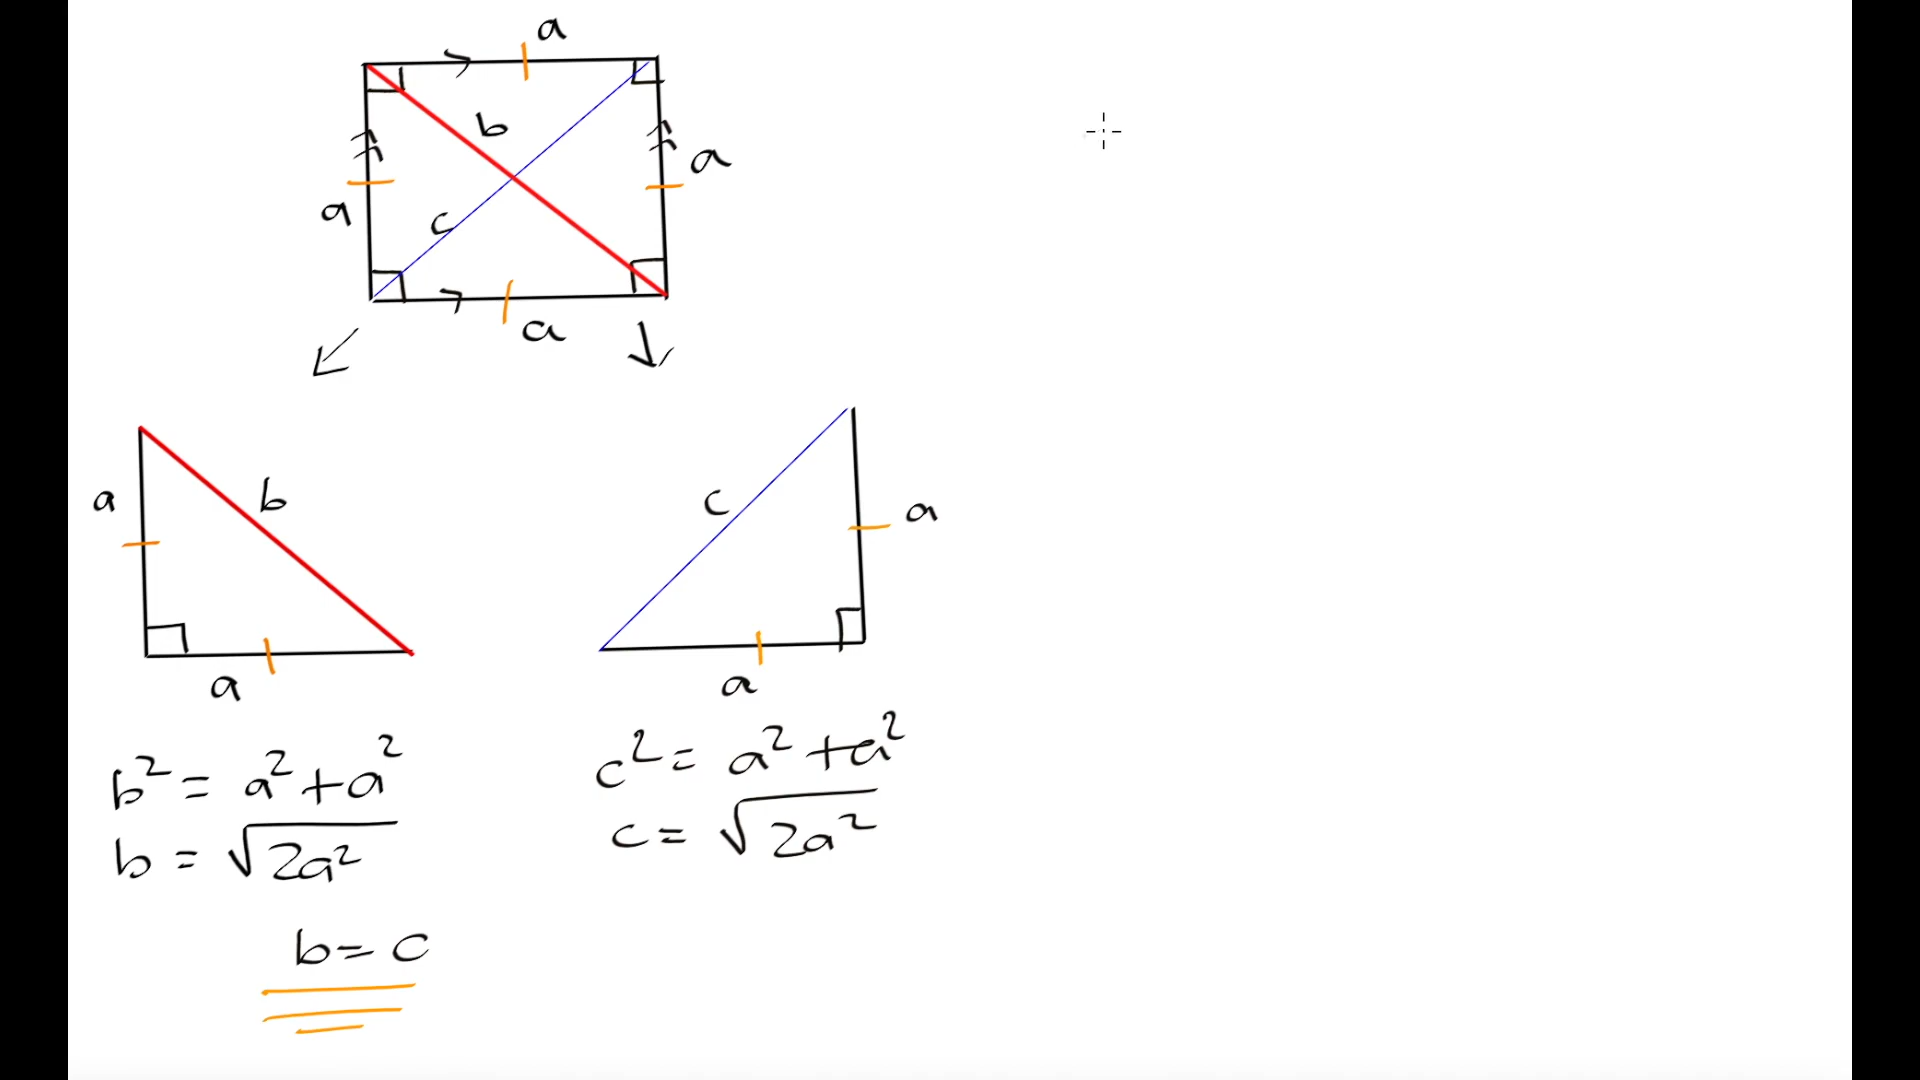 a
b
a
a
c
a
a
b
a
c
a
a
b² = a² + a²
b = √2a²
c² = a² + a²
c = √2a²
b = c